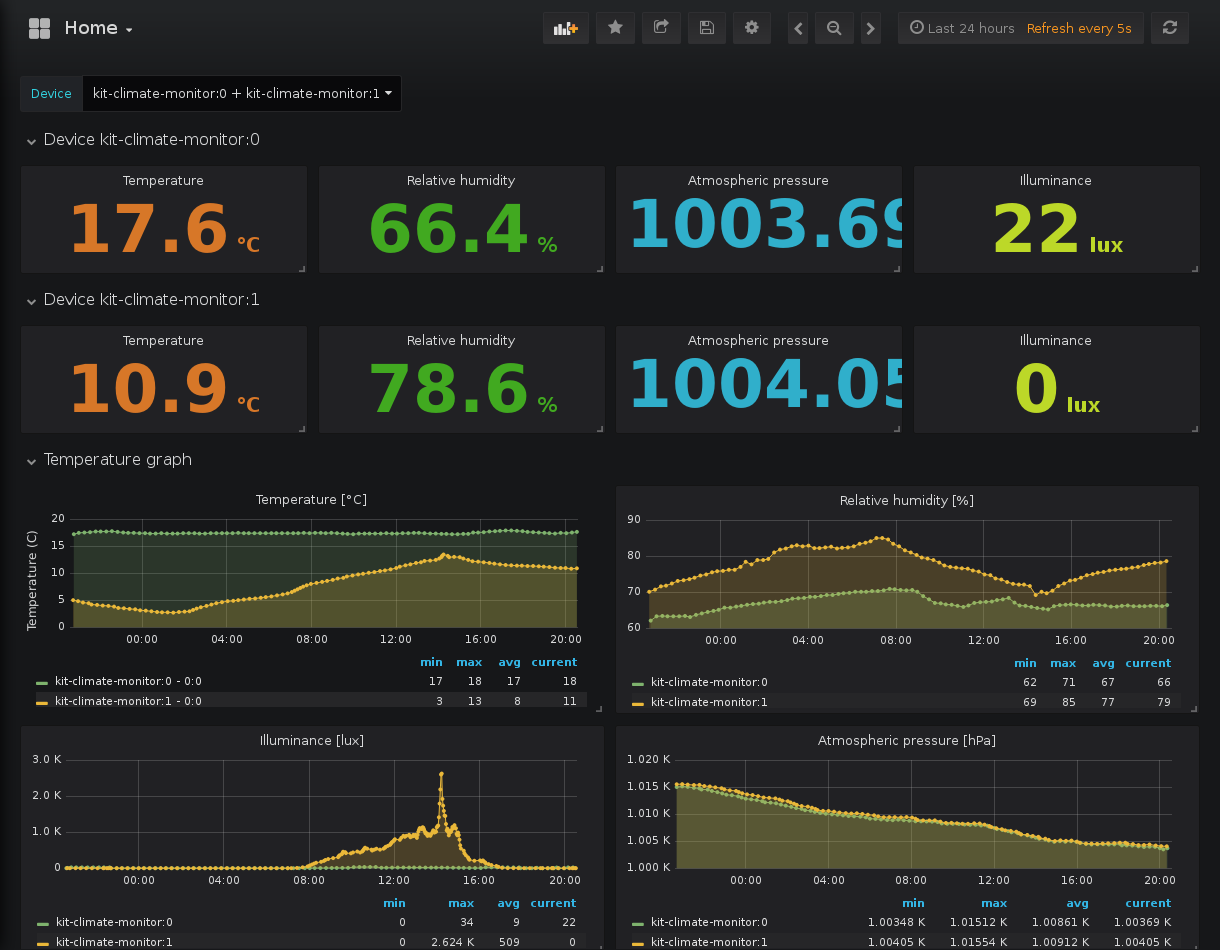 Home
Last 24 hours Refresh every 5s
Device kit-climate-monitor:0 + kit-climate-monitor:1
Device kit-climate-monitor:0
Temperature Relative humidity Atmospheric pressure Illuminance
17.6 °C 66.4 % 1003.69 22 lux
Device kit-climate-monitor:1
Temperature Relative humidity Atmospheric pressure Illuminance
10.9 °C 78.6 % 1004.05 0 lux
Temperature graph
Temperature [°C]
Temperature (C)
20
15
10
5
0
00:00 04:00 08:00 12:00 16:00 20:00
min max avg current
kit-climate-monitor:0 - 0:0 17 18 17 18
kit-climate-monitor:1 - 0:0 3 13 8 11
Relative humidity [%]
90
80
70
60
00:00 04:00 08:00 12:00 16:00 20:00
min max avg current
kit-climate-monitor:0 62 71 67 66
kit-climate-monitor:1 69 85 77 79
Illuminance [lux]
3.0 K
2.0 K
1.0 K
0
00:00 04:00 08:00 12:00 16:00 20:00
min max avg current
kit-climate-monitor:0 0 34 9 22
kit-climate-monitor:1 0 2.624 K 509 0
Atmospheric pressure [hPa]
1.020 K
1.015 K
1.010 K
1.005 K
1.000 K
00:00 04:00 08:00 12:00 16:00 20:00
min max avg current
kit-climate-monitor:0 1.00348 K 1.01512 K 1.00861 K 1.00369 K
kit-climate-monitor:1 1.00405 K 1.01554 K 1.00912 K 1.00405 K